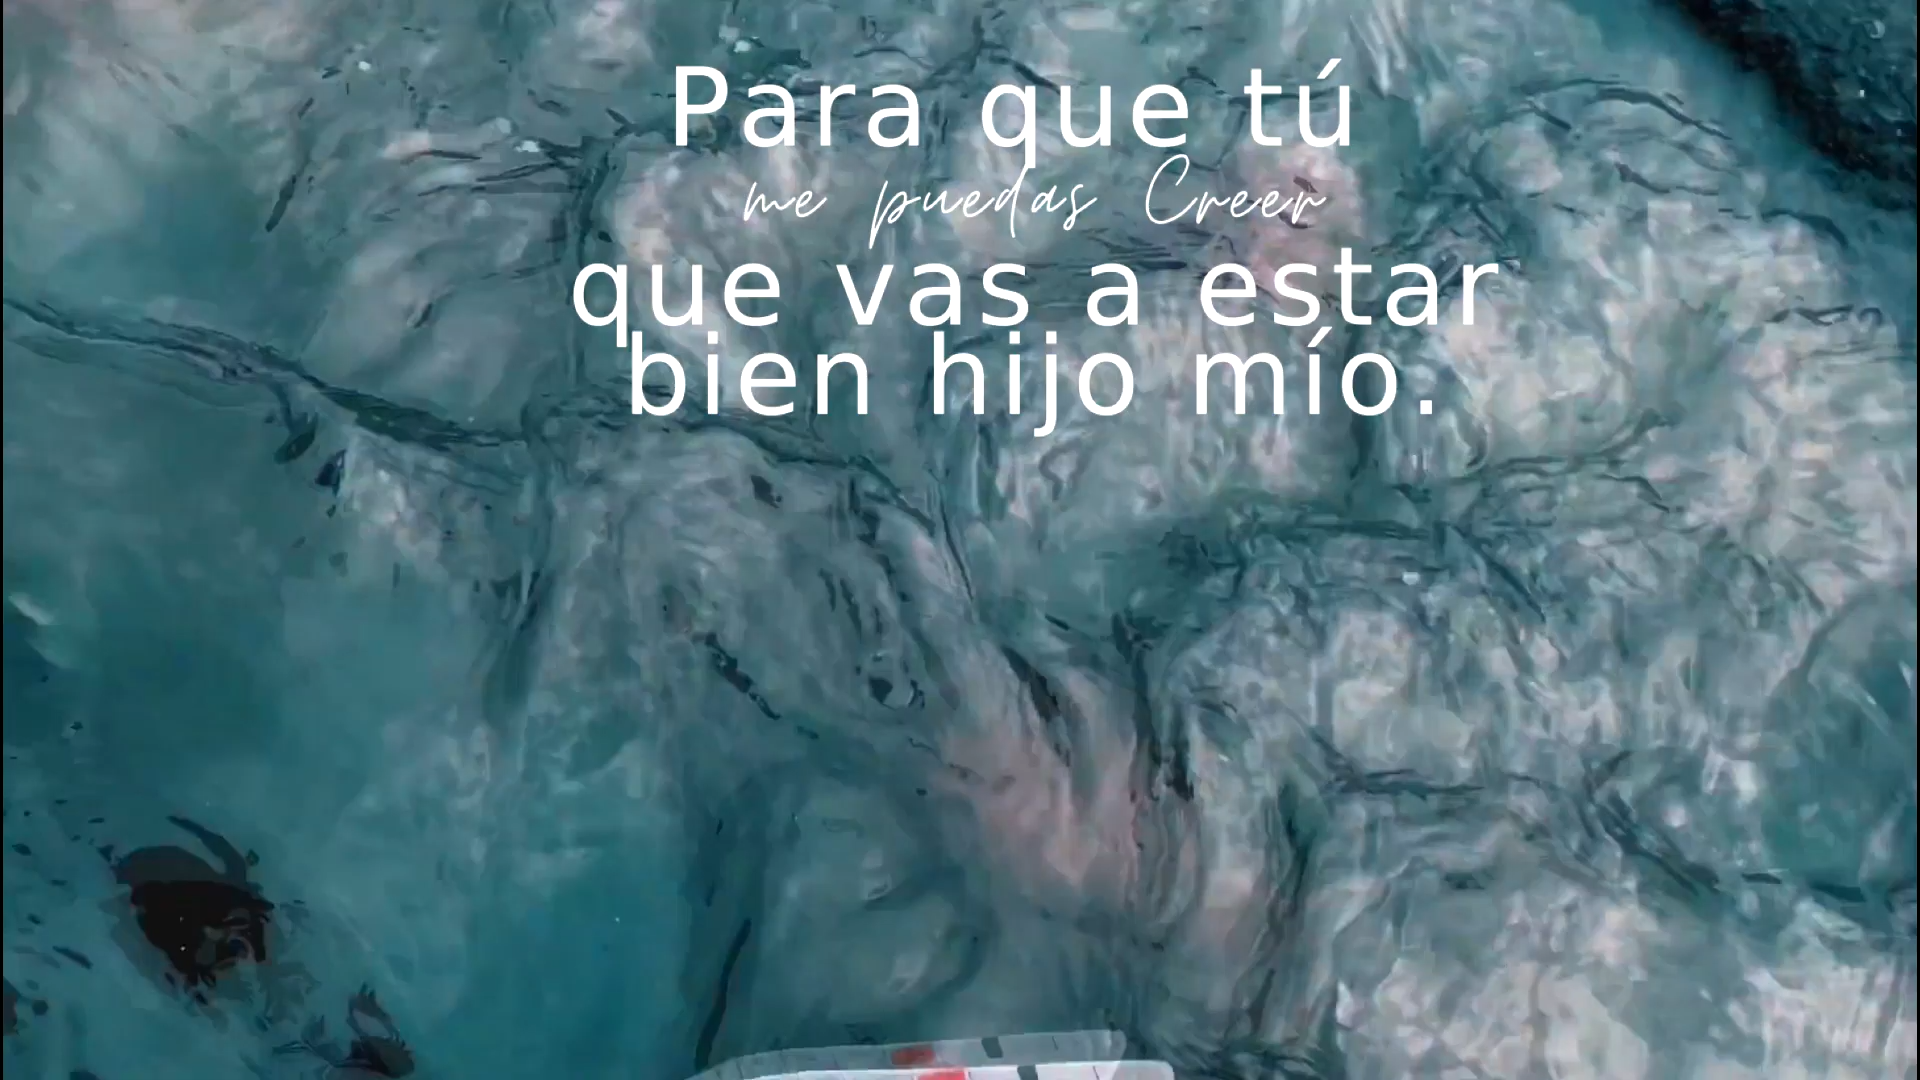 Para que tú
me puedas Creer
que vas a estar
bien hijo mío.